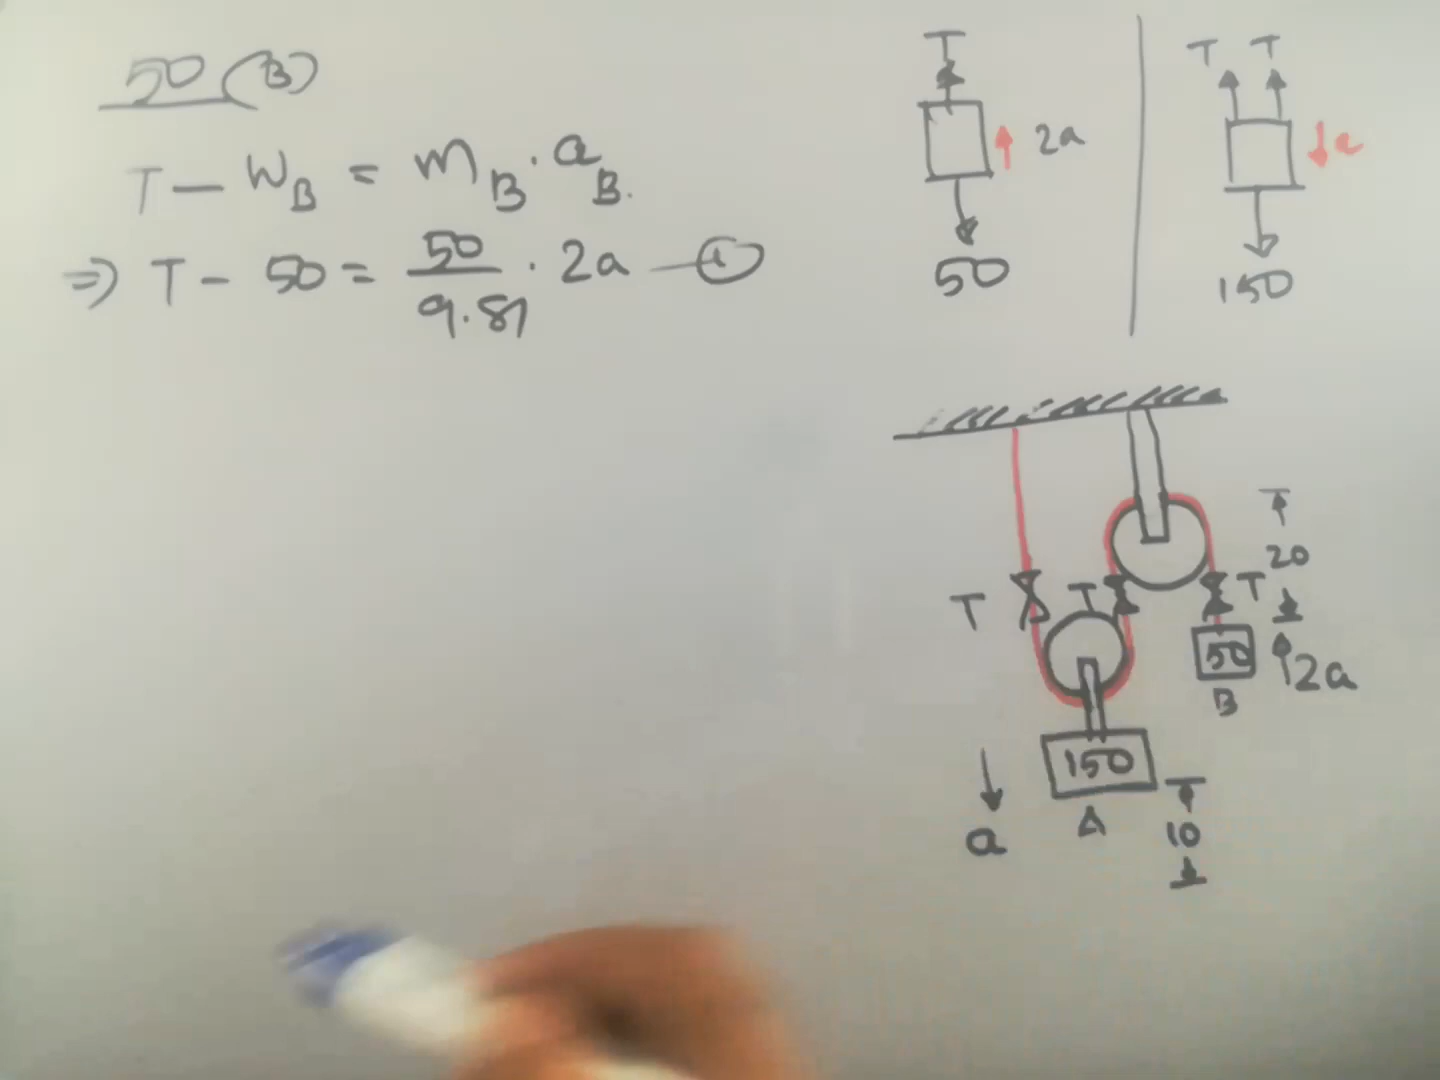 50 (B)
T - W_B = m_B . a_B.
⇒ T - 50 = 50/9.81 . 2a — ①
T
2a
50
T T
a
150
T T T
20
50
B
2a
150
A
a
10